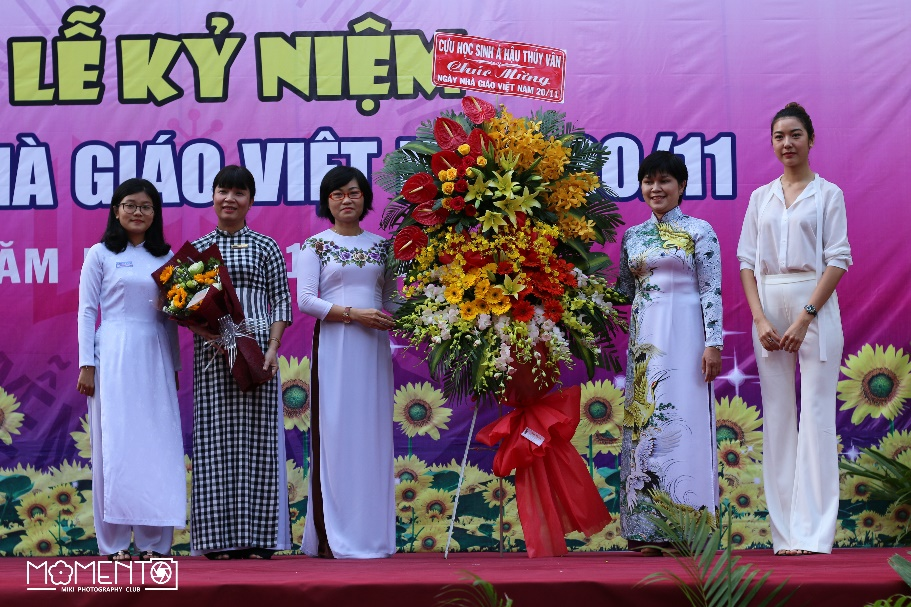 LỄ KỶ NIỆM
CỰU HỌC SINH Á HẬU THÚY VÂN
Chúc Mừng
NGÀY NHÀ GIÁO VIỆT NAM 20/11
HÀ GIÁO VIỆT 20/11
ĂM
MOMENTO
MIKI PHOTOGRAPHY CLUB